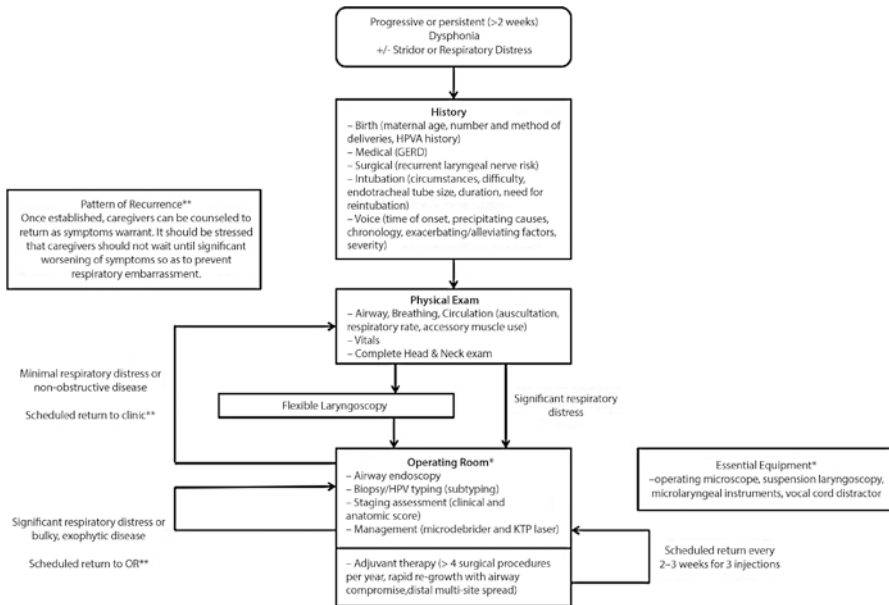 Progressive or persistent (>2 weeks)
Dysphonia
+/- Stridor or Respiratory Distress
History
– Birth (maternal age, number and method of
deliveries, HPVA history)
– Medical (GERD)
– Surgical (recurrent laryngeal nerve risk)
– Intubation (circumstances, difficulty,
endotracheal tube size, duration, need for
reintubation)
– Voice (time of onset, precipitating causes,
chronology, exacerbating/alleviating factors,
severity)
Pattern of Recurrence**
Once established, caregivers can be counseled to
return as symptoms warrant. It should be stressed
that caregivers should not wait until significant
worsening of symptoms so as to prevent
respiratory embarrassment.
Physical Exam
– Airway, Breathing, Circulation (auscultation,
respiratory rate, accessory muscle use)
– Vitals
– Complete Head & Neck exam
Minimal respiratory distress or
non-obstructive disease
Scheduled return to clinic**
Flexible Laryngoscopy
Significant respiratory
distress
Operating Room*
– Airway endoscopy
– Biopsy/HPV typing (subtyping)
– Staging assessment (clinical and
anatomic score)
– Management (microdebrider and KTP laser)
Essential Equipment*
–operating microscope, suspension laryngoscopy,
microlaryngeal instruments, vocal cord distractor
Significant respiratory distress or
bulky, exophytic disease
Scheduled return to OR**
– Adjuvant therapy (> 4 surgical procedures
per year, rapid re-growth with airway
compromise,distal multi-site spread)
Scheduled return every
2–3 weeks for 3 injections